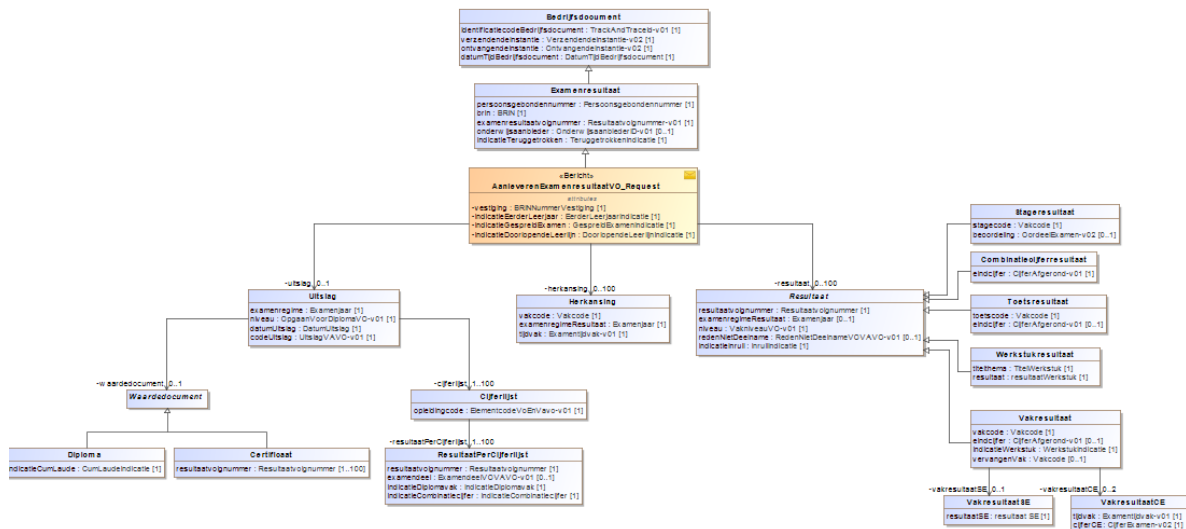 Bedrijfsdocument
identificatiecodeBedrijfsdocument : TrackAndTraceId-v01 [1]
verzendendeInstantie : VerzendendeInstantie-v02 [1]
ontvangendeInstantie : OntvangendeInstantie-v02 [1]
datumTijdBedrijfsdocument : DatumTijdBedrijfsdocument [1]
Examenresultaat
persoonsgebondennummer : Persoonsgebondennummer [1]
brin : BRIN [1]
examenresultaatvolgnummer : Resultaatvolgnummer-v01 [1]
onderwijsaanbieder : OnderwijsaanbiederID-v01 [0..1]
indicatieTeruggetrokken : TeruggetrokkenIndicatie [1]
«Bericht»
AanleverenExamenresultaatVO_Request
attributes
-vestiging : BRINNummerVestiging [1]
-indicatieEerderLeerjaar : EerderLeerjaarIndicatie [1]
-indicatieGespreidExamen : GespreidExamenIndicatie [1]
-indicatieDoorlopendeLeerlijn : DoorlopendeLeerlijnIndicatie [1]
-uitslag 0..1
-herkansing 0..100
-resultaat 0..100
Uitslag
examenregime : Examenjaar [1]
niveau : OpgaanVoorDiplomaVO-v01 [1]
datumUitslag : DatumUitslag [1]
codeUitslag : UitslagVAVO-v01 [1]
Herkansing
vakcode : Vakcode [1]
examenregimeResultaat : Examenjaar [1]
tijdvak : Examentijdvak-v01 [1]
Resultaat
resultaatvolgnummer : Resultaatvolgnummer [1]
examenregimeResultaat : Examenjaar [0..1]
niveau : VakniveauVO-v01 [1]
redenNietDeelname : RedenNietDeelnameVOVAVO-v01 [0..1]
indicatieInruil : InruilIndicatie [1]
Stageresultaat
stagecode : Vakcode [1]
beoordeling : OordeelExamen-v02 [0..1]
Combinatiecijferresultaat
eindcijfer : CijferAfgerond-v01 [1]
Toetsresultaat
toetscode : Vakcode [1]
eindcijfer : CijferAfgerond-v01 [0..1]
Werkstukresultaat
titelthema : TitelWerkstuk [1]
resultaat : resultaatWerkstuk [1]
Vakresultaat
vakcode : Vakcode [1]
eindcijfer : CijferAfgerond-v01 [0..1]
indicatieWerkstuk : WerkstukIndicatie [1]
vervangenVak : Vakcode [0..1]
-vakresultaatSE 0..1
-vakresultaatCE 0..2
VakresultaatSE
resultaatSE : resultaat SE [1]
VakresultaatCE
tijdvak : Examentijdvak-v01 [1]
cijferCE : CijferExamen-v02 [1]
-waardedocument 0..1
-cijferlijst 1..100
Waardedocument
Cijferlijst
opleidingcode : ElementcodeVoEnVavo-v01 [1]
-resultaatPerCijferlijst 1..100
Diploma
indicatieCumLaude : CumLaudeIndicatie [1]
Certificaat
resultaatvolgnummer : Resultaatvolgnummer [1..100]
ResultaatPerCijferlijst
resultaatvolgnummer : Resultaatvolgnummer [1]
examendeel : ExamendeelVOVAVO-v01 [0..1]
indicatieDiplomavak : IndicatieDiplomavak [1]
indicatieCombinatiecijfer : IndicatieCombinatiecijfer [1]